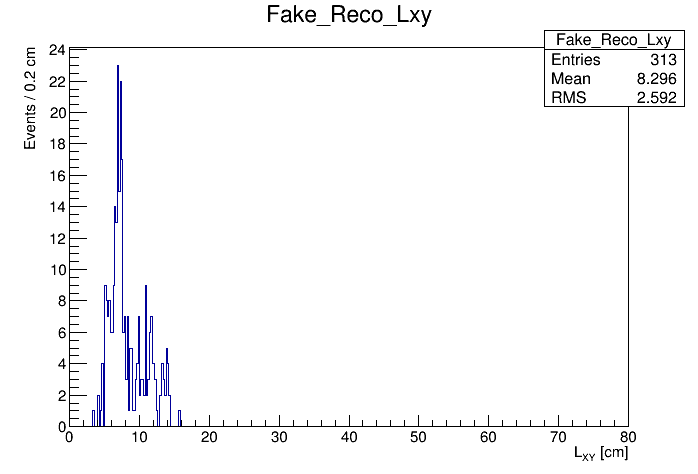 Fake_Reco_Lxy
Fake_Reco_Lxy
Entries 313
Mean 8.296
RMS 2.592
Events / 0.2 cm
24
22
20
18
16
14
12
10
8
6
4
2
0
0 10 20 30 40 50 60 70 80
LXY [cm]